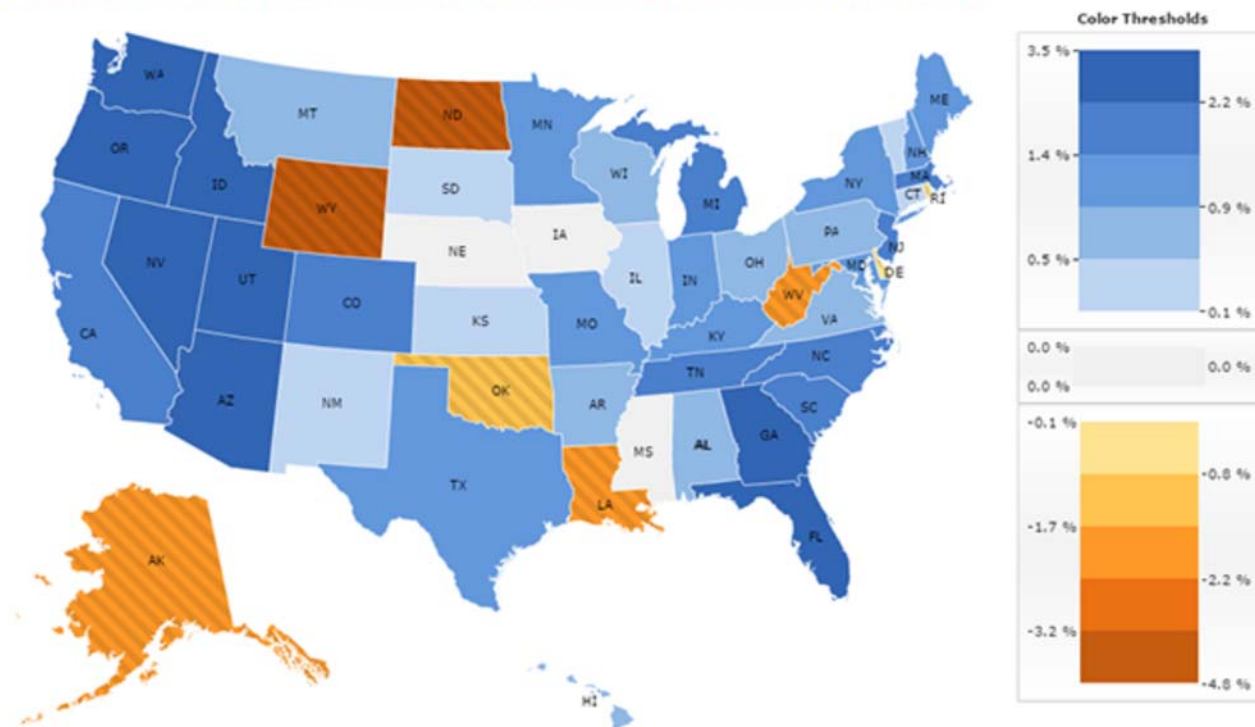 Color Thresholds
3.5 %
2.2 %
1.4 %
0.9 %
0.5 %
0.1 %
0.0 %
0.0 %
0.0 %
-0.1 %
-0.8 %
-1.7 %
-2.2 %
-3.2 %
-4.8 %
WA
MT
ND
MN
ME
OR
ID
SD
WI
NH
NY
MA
CT
RI
WY
MI
NE
IA
PA
NJ
NV
UT
OH
DE
MD
IL
IN
WV
CO
KS
MO
KY
VA
CA
TN
NC
AZ
NM
OK
AR
SC
MS
AL
GA
TX
LA
FL
AK
HI